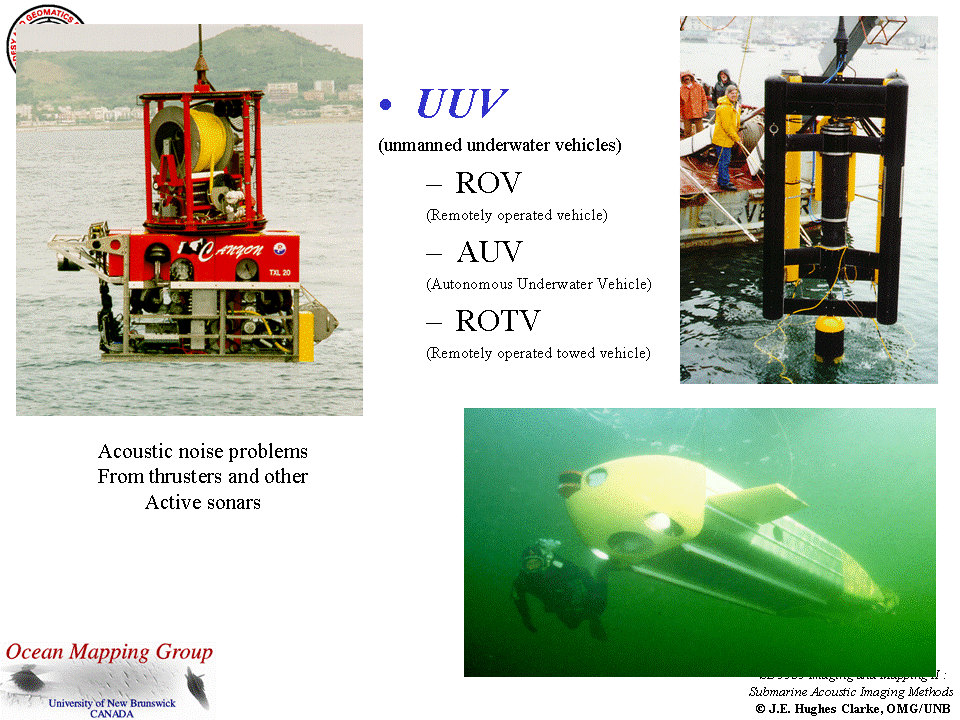 • UUV
(unmanned underwater vehicles)
– ROV
(Remotely operated vehicle)
– AUV
(Autonomous Underwater Vehicle)
– ROTV
(Remotely operated towed vehicle)
CANYON
TXL 20
Acoustic noise problems
From thrusters and other
Active sonars
Ocean Mapping Group
University of New Brunswick
CANADA
Imaging and Mapping II :
Submarine Acoustic Imaging Methods
© J.E. Hughes Clarke, OMG/UNB